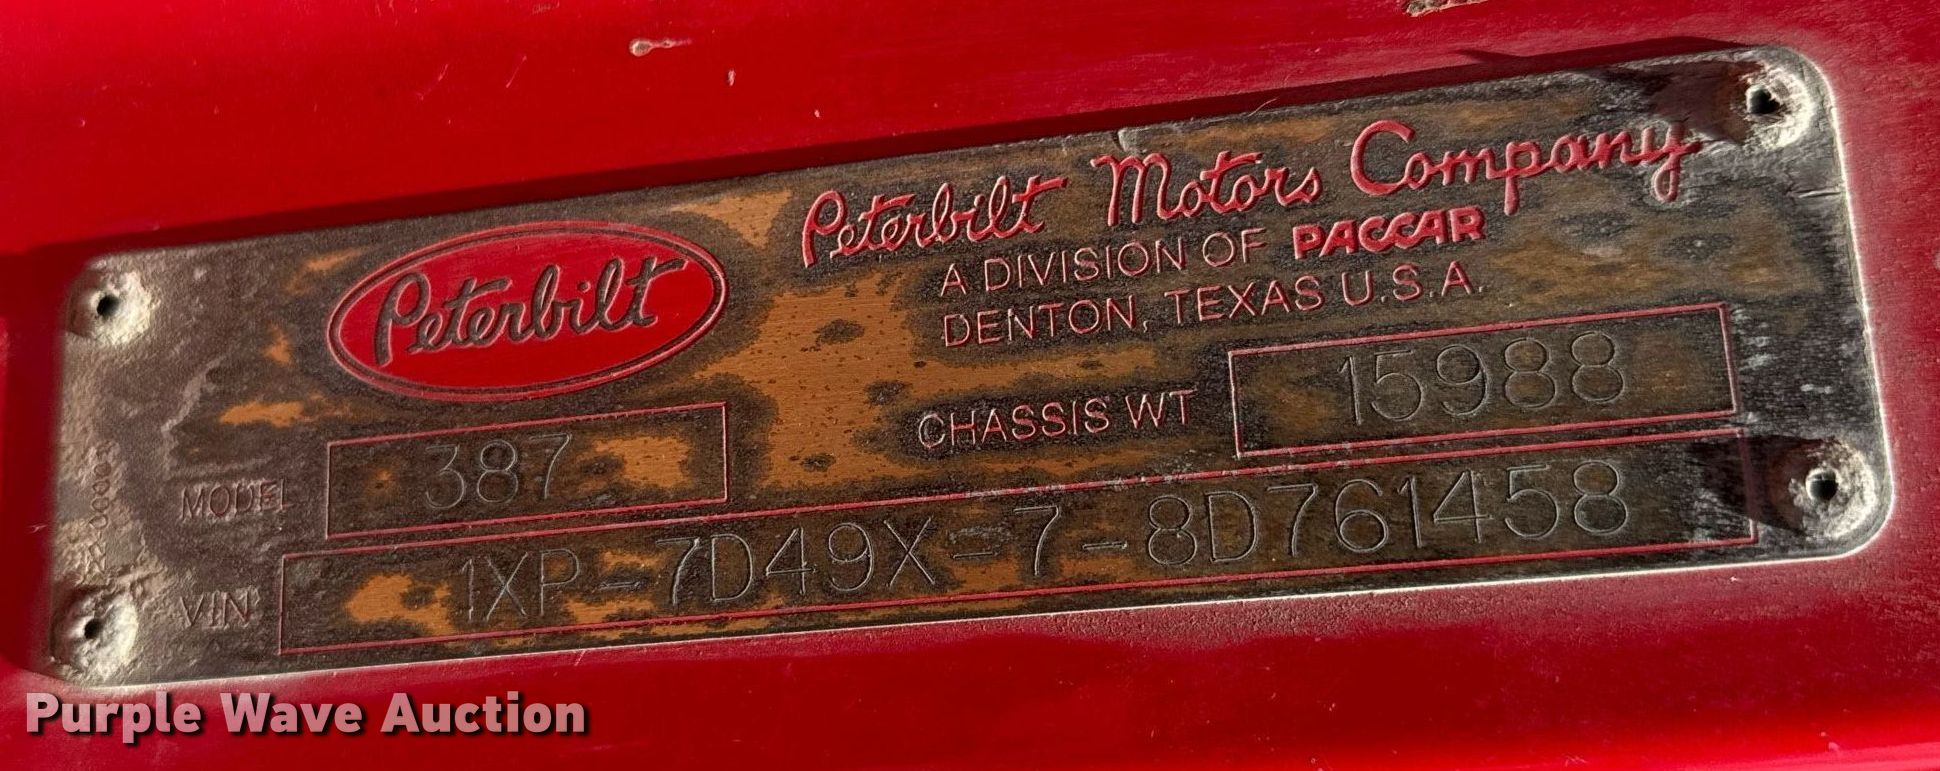 Peterbilt
Peterbilt Motors Company
A DIVISION OF PACCAR
DENTON, TEXAS U.S.A.
CHASSIS WT 15988
MODEL 387
VIN 1XP-7D49X-7-8D761458
Purple Wave Auction